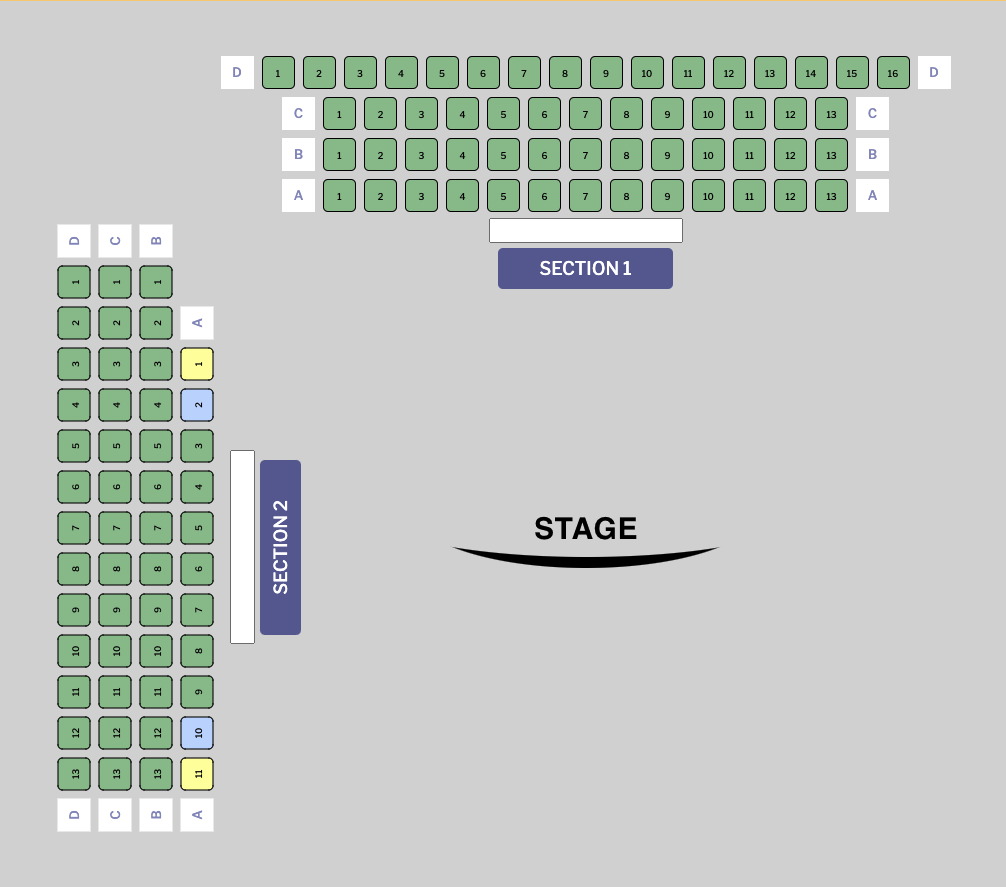 D 1 2 3 4 5 6 7 8 9 10 11 12 13 14 15 16 D
C 1 2 3 4 5 6 7 8 9 10 11 12 13 C
B 1 2 3 4 5 6 7 8 9 10 11 12 13 B
A 1 2 3 4 5 6 7 8 9 10 11 12 13 A
SECTION 1
D C B
1 1 1
2 2 2 A
3 3 3 1
4 4 4 2
5 5 5 3
6 6 6 4
7 7 7 5
8 8 8 6
9 9 9 7
10 10 10 8
11 11 11 9
12 12 12 10
13 13 13 11
D C B A
SECTION 2
STAGE